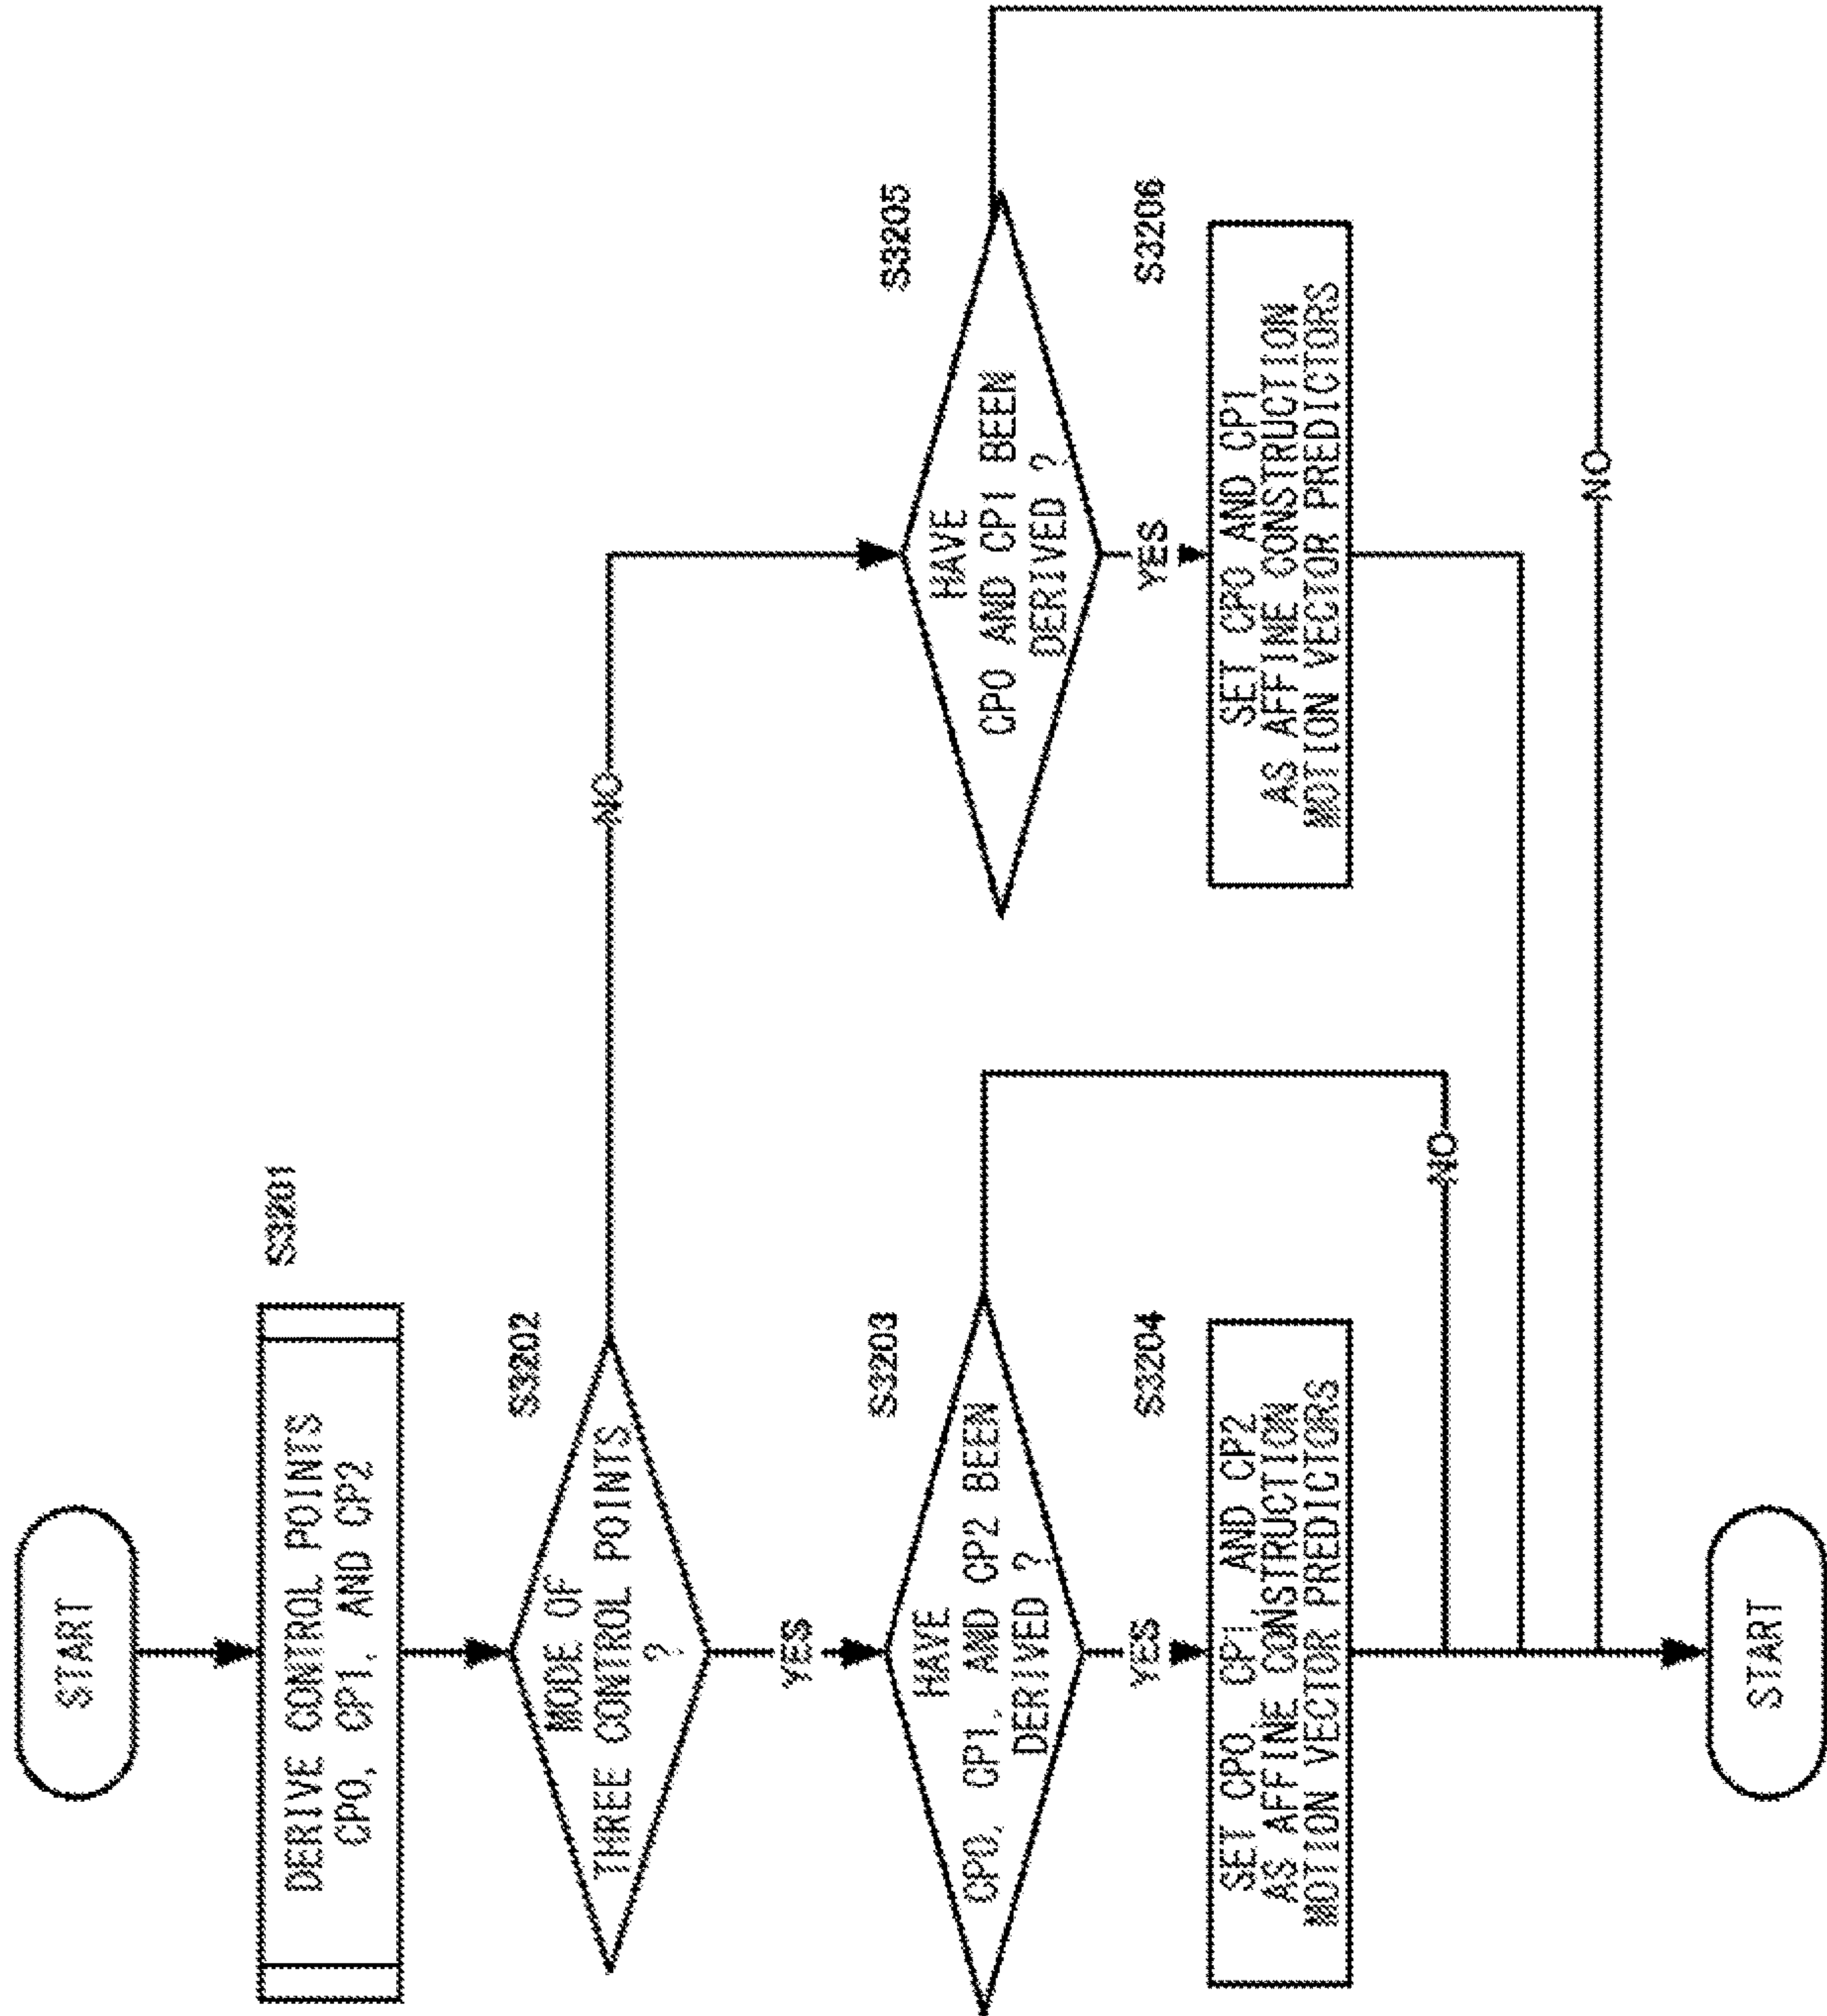 START
S3201
DERIVE CONTROL POINTS
CP0, CP1, AND CP2
S3202
MODE OF
THREE CONTROL POINTS
?
NO
YES
S3203
HAVE
CP0, CP1, AND CP2 BEEN
DERIVED ?
NO
YES
S3204
SET CP0, CP1, AND CP2
AS AFFINE CONSTRUCTION
MOTION VECTOR PREDICTORS
S3205
HAVE
CP0 AND CP1 BEEN
DERIVED ?
YES
S3206
SET CP0 AND CP1
AS AFFINE CONSTRUCTION
MOTION VECTOR PREDICTORS
NO
START